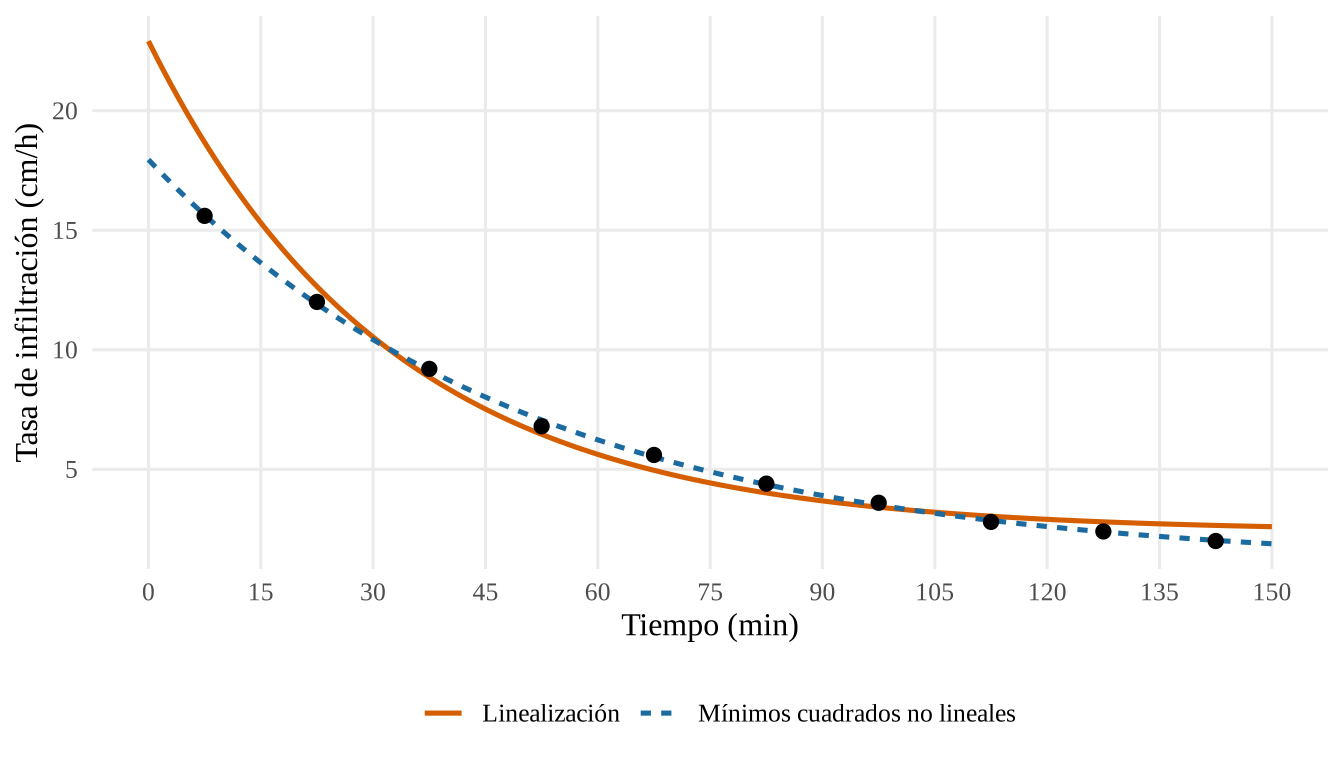 Tasa de infiltración (cm/h)
20
15
10
5
0 15 30 45 60 75 90 105 120 135 150
Tiempo (min)
Linealización Mínimos cuadrados no lineales